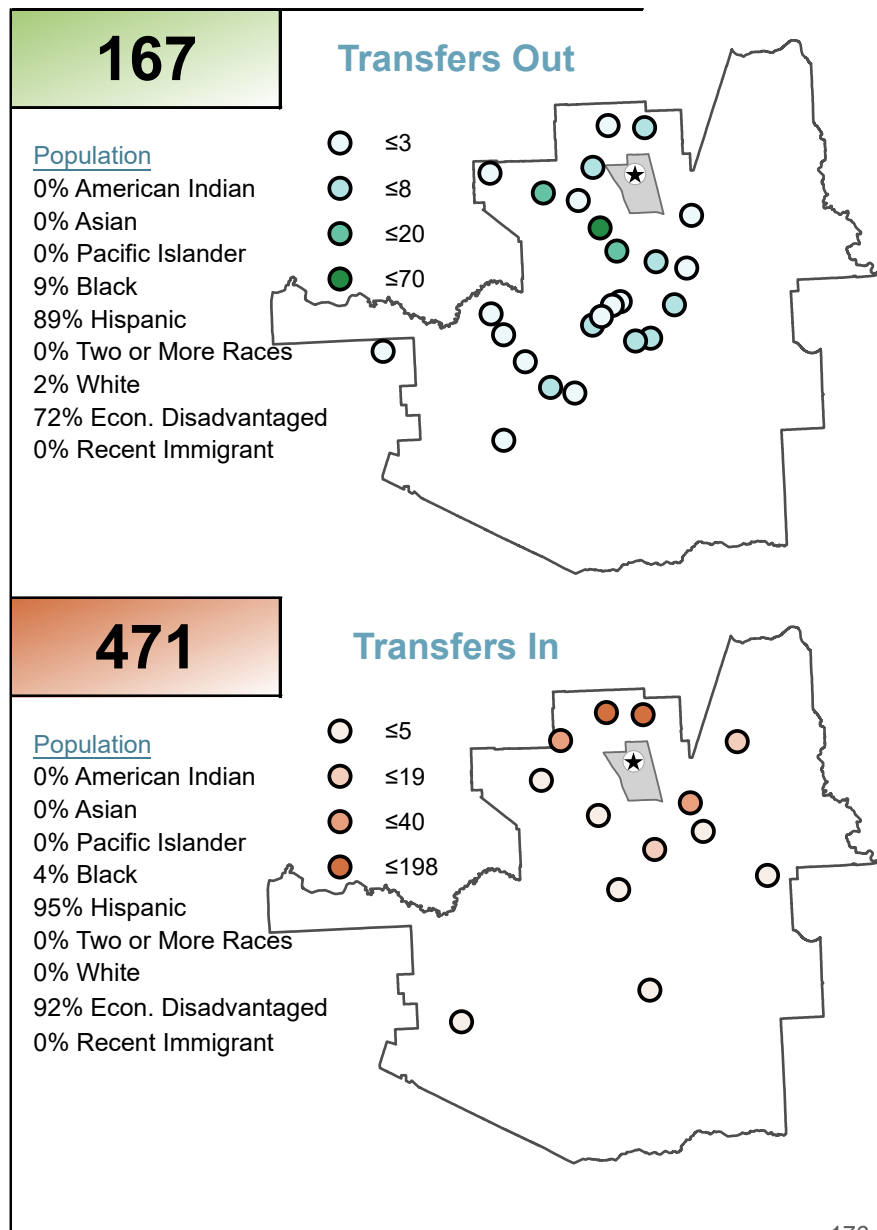 167
Transfers Out
Population
0% American Indian
0% Asian
0% Pacific Islander
9% Black
89% Hispanic
0% Two or More Races
2% White
72% Econ. Disadvantaged
0% Recent Immigrant
≤3
≤8
≤20
≤70
471
Transfers In
Population
0% American Indian
0% Asian
0% Pacific Islander
4% Black
95% Hispanic
0% Two or More Races
0% White
92% Econ. Disadvantaged
0% Recent Immigrant
≤5
≤19
≤40
≤198